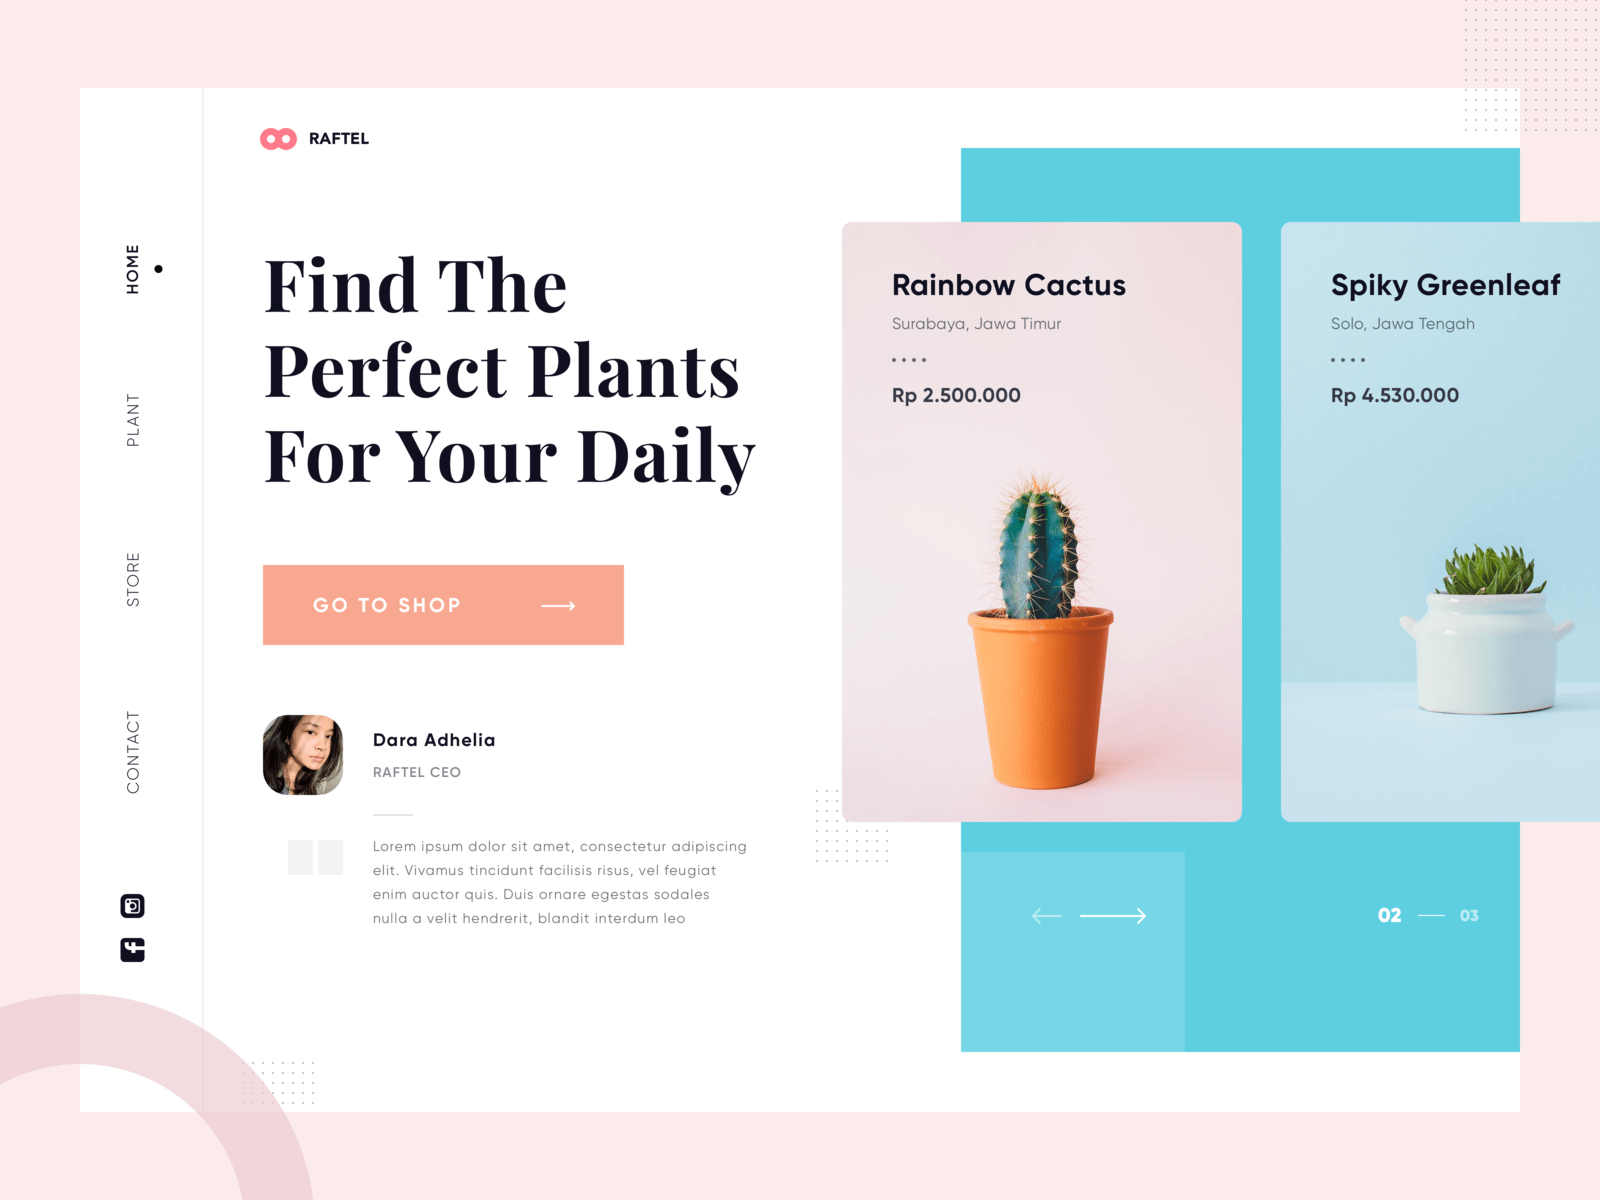 RAFTEL
HOME
PLANT
STORE
CONTACT
Find The
Perfect Plants
For Your Daily
GO TO SHOP
Dara Adhelia
RAFTEL CEO
Lorem ipsum dolor sit amet, consectetur adipiscing
elit. Vivamus tincidunt facilisis risus, vel feugiat
enim auctor quis. Duis ornare egestas sodales
nulla a velit hendrerit, blandit interdum leo
Rainbow Cactus
Surabaya, Jawa Timur
Rp 2.500.000
Spiky Greenleaf
Solo, Jawa Tengah
Rp 4.530.000
02 — 03